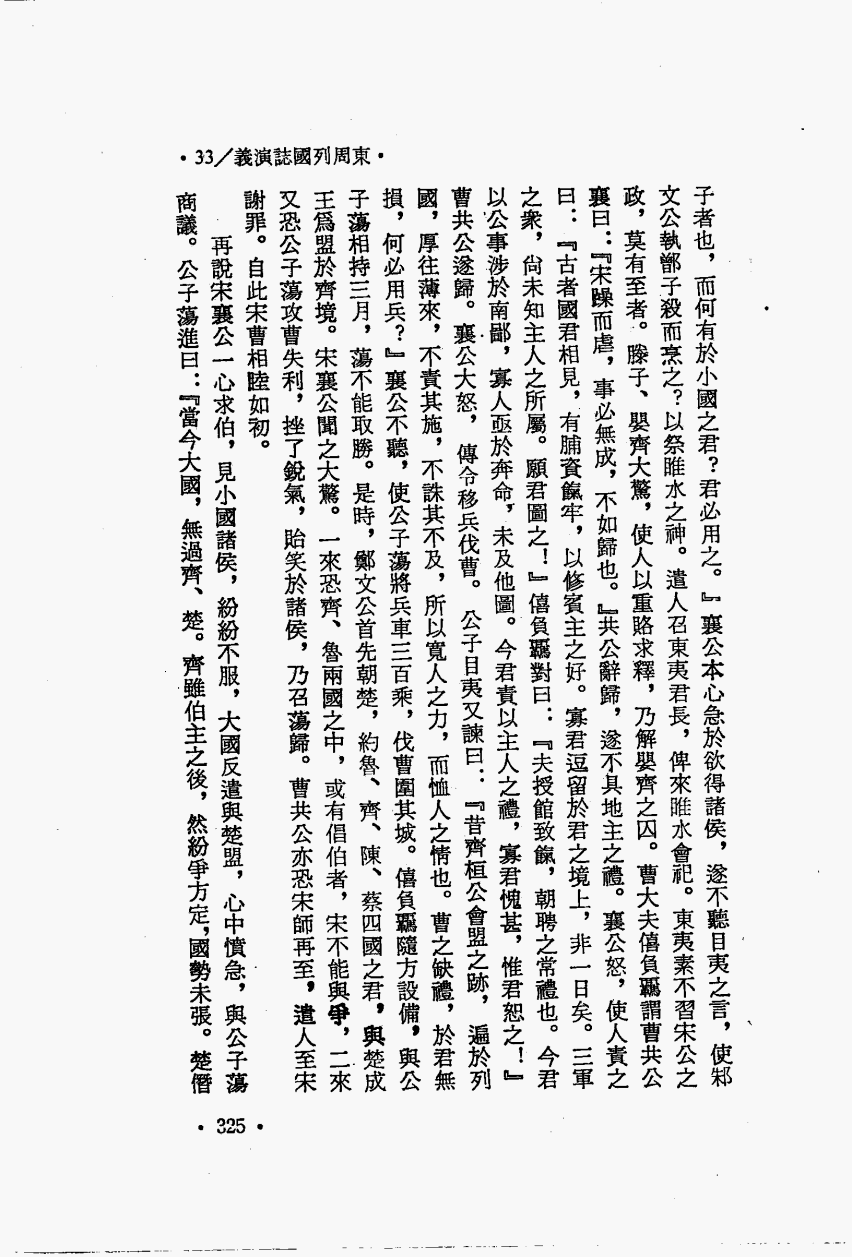 •東周列國誌演義/33•
子者也，而何有於小國之君？君必用之。』襄公本心急於欲得諸侯，遂不聽目夷之言，使邾
文公執鄫子殺而烹之？以祭睢水之神。遣人召東夷君長，俾來睢水會祀。東夷素不習宋公之
政，莫有至者。滕子、嬰齊大驚，使人以重賂求釋，乃解嬰齊之囚。曹大夫僖負羈謂曹共公
襄曰：『宋躁而虐，事必無成，不如歸也。』共公辭歸，遂不具地主之禮。襄公怒，使人責之
曰：『古者國君相見，有脯資餼牢，以修賓主之好。寡君逗留於君之境上，非一日矣。三軍
之衆，尙未知主人之所屬。願君圖之！』僖負羈對曰：『夫授館致餼，朝聘之常禮也。今君
以公事涉於南鄙，寡人亟於奔命，未及他圖。今君責以主人之禮，寡君愧甚，惟君恕之！』
曹共公遂歸。襄公大怒，傳令移兵伐曹。公子目夷又諫曰：『昔齊桓公會盟之跡，遍於列
國，厚往薄來，不責其施，不誅其不及，所以寬人之力，而恤人之情也。曹之缺禮，於君無
損，何必用兵？』襄公不聽，使公子蕩將兵車三百乘，伐曹圍其城。僖負羈隨方設備，與公
子蕩相持三月，蕩不能取勝。是時，鄭文公首先朝楚，約魯、齊、陳、蔡四國之君，與楚成
王爲盟於齊境。宋襄公聞之大驚。一來恐齊、魯兩國之中，或有倡伯者，宋不能與爭，二來
又恐公子蕩攻曹失利，挫了銳氣，貽笑於諸侯，乃召蕩歸。曹共公亦恐宋師再至，遣人至宋
謝罪。自此宋曹相睦如初。
再說宋襄公一心求伯，見小國諸侯，紛紛不服，大國反遣與楚盟，心中憤急，與公子蕩
商議。公子蕩進曰：『當今大國，無過齊、楚。齊雖伯主之後，然紛爭方定，國勢未張。楚僭
•325•